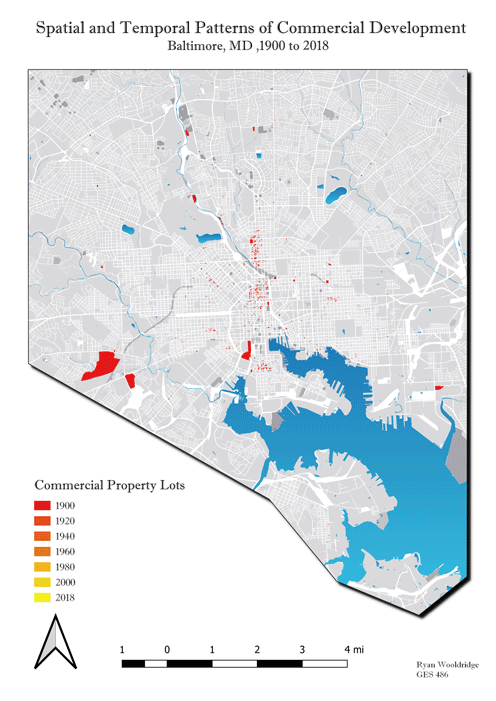 Spatial and Temporal Patterns of Commercial Development
Baltimore, MD ,1900 to 2018
Commercial Property Lots
1900
1920
1940
1960
1980
2000
2018
1 0 1 2 3 4 mi
Ryan Wooldridge
GES 486